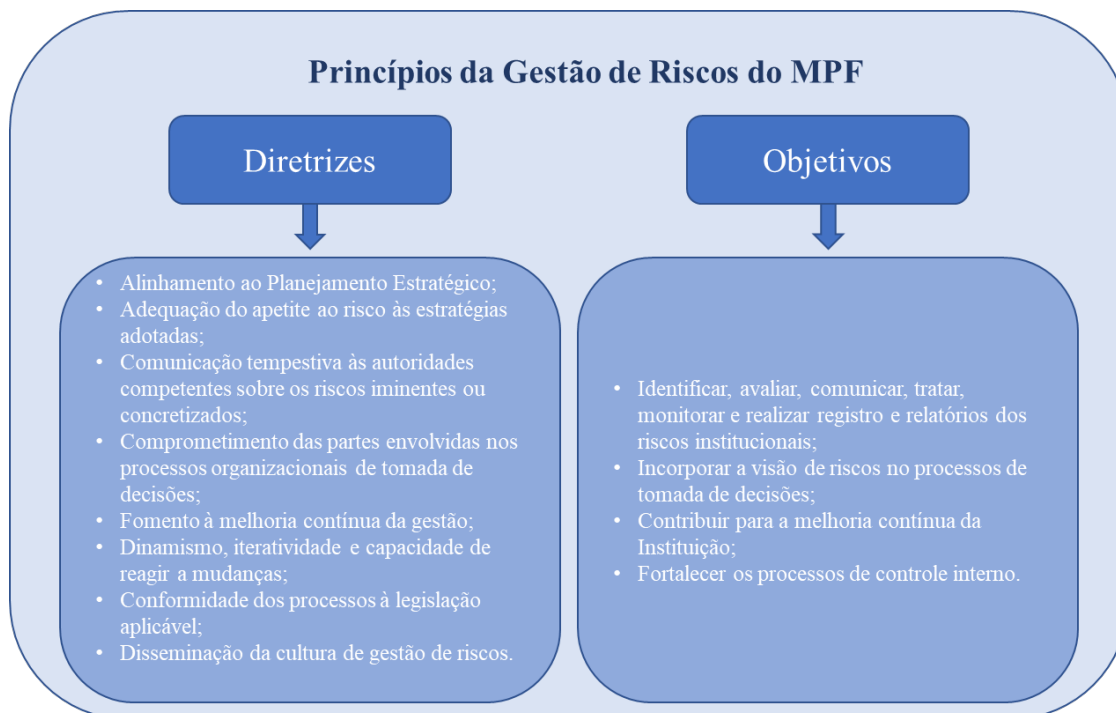 Princípios da Gestão de Riscos do MPF
Diretrizes
• Alinhamento ao Planejamento Estratégico;
• Adequação do apetite ao risco às estratégias
adotadas;
• Comunicação tempestiva às autoridades
competentes sobre os riscos iminentes ou
concretizados;
• Comprometimento das partes envolvidas nos
processos organizacionais de tomada de
decisões;
• Fomento à melhoria contínua da gestão;
• Dinamismo, iteratividade e capacidade de
reagir a mudanças;
• Conformidade dos processos à legislação
aplicável;
• Disseminação da cultura de gestão de riscos.
Objetivos
• Identificar, avaliar, comunicar, tratar,
monitorar e realizar registro e relatórios dos
riscos institucionais;
• Incorporar a visão de riscos no processos de
tomada de decisões;
• Contribuir para a melhoria contínua da
Instituição;
• Fortalecer os processos de controle interno.